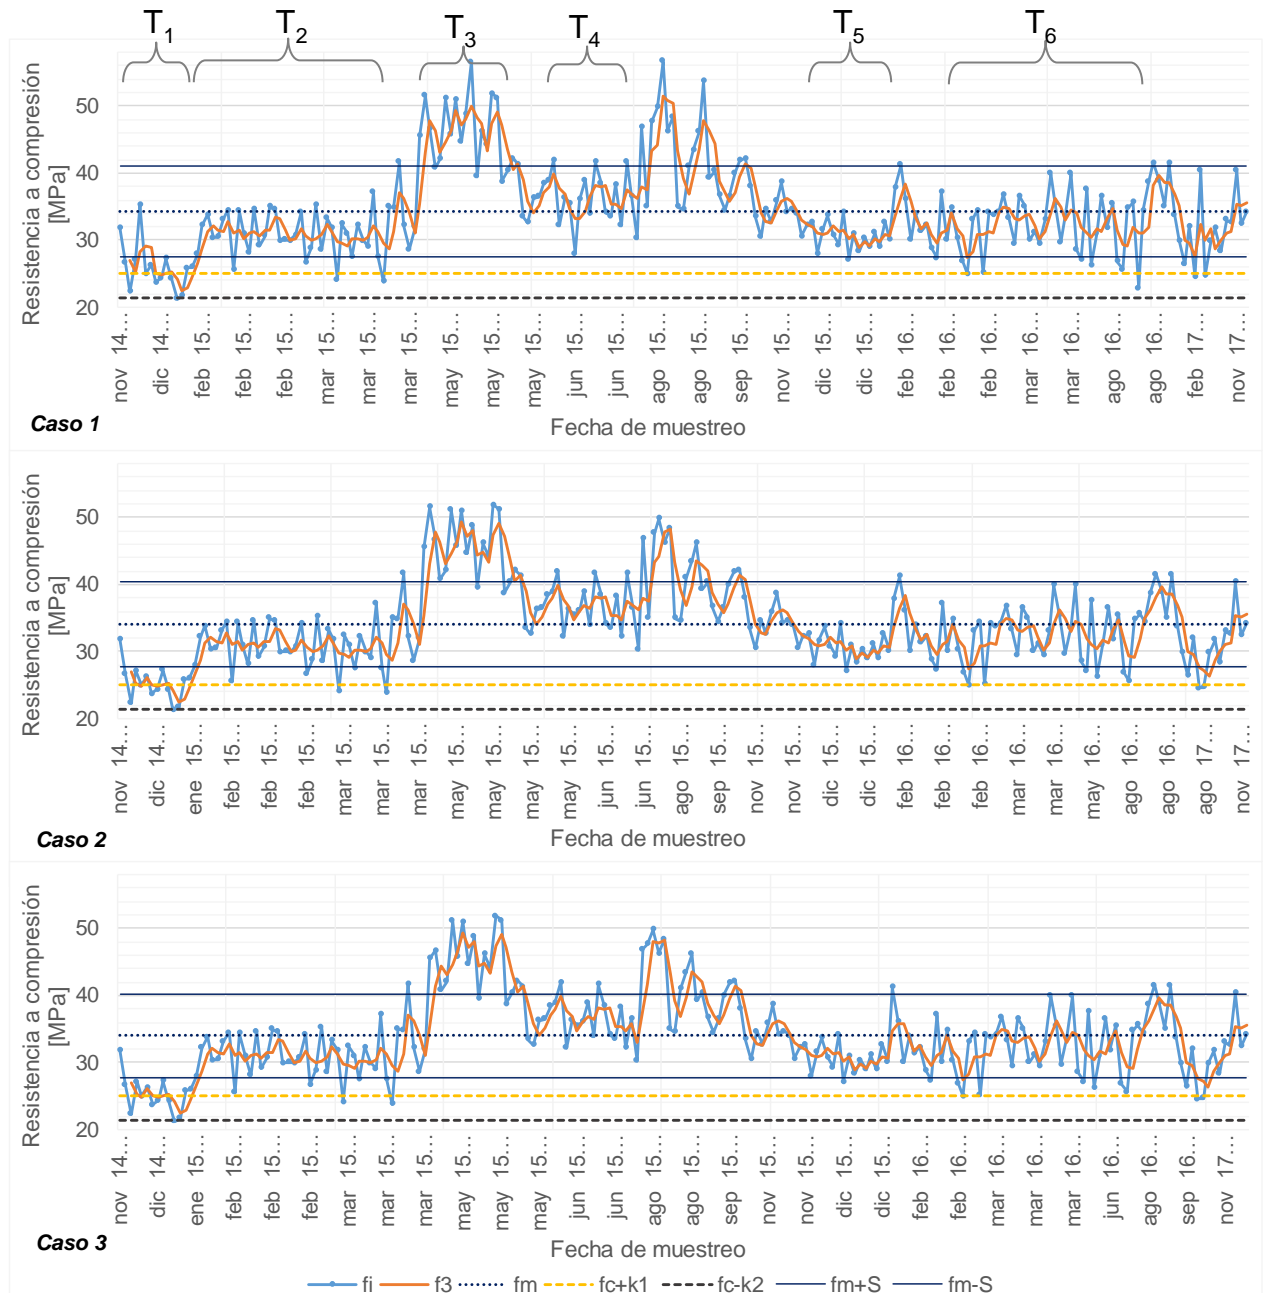 T1 T2 T3 T4 T5 T6
Resistencia a compresión
[MPa]
50
40
30
20
nov 14...
dic 14...
feb 15...
feb 15...
feb 15...
mar 15...
mar 15...
mar 15...
may 15...
may 15...
jun 15...
jun 15...
ago 15...
ago 15...
sep 15...
nov 15...
dic 15...
dic 15...
feb 16...
feb 16...
feb 16...
mar 16...
mar 16...
ago 16...
ago 16...
feb 17...
nov 17...
Caso 1
Fecha de muestreo
Resistencia a compresión
[MPa]
50
40
30
20
nov 14...
dic 14...
ene 15...
feb 15...
feb 15...
feb 15...
mar 15...
mar 15...
mar 15...
may 15...
may 15...
may 15...
jun 15...
jun 15...
ago 15...
sep 15...
nov 15...
nov 15...
dic 15...
dic 15...
feb 16...
feb 16...
mar 16...
mar 16...
may 16...
ago 16...
ago 16...
feb 16...
ago 17...
nov 17...
Caso 2
Fecha de muestreo
Resistencia a compresión
[MPa]
50
40
30
20
nov 14...
dic 14...
ene 15...
feb 15...
feb 15...
feb 15...
mar 15...
mar 15...
mar 15...
may 15...
may 15...
may 15...
jun 15...
jun 15...
ago 15...
ago 15...
sep 15...
nov 15...
nov 15...
dic 15...
dic 15...
feb 16...
feb 16...
mar 16...
mar 16...
mar 16...
may 16...
ago 16...
sep 16...
nov 17...
Caso 3
Fecha de muestreo
fi f3 fm fc+k1 fc-k2 fm+S fm-S